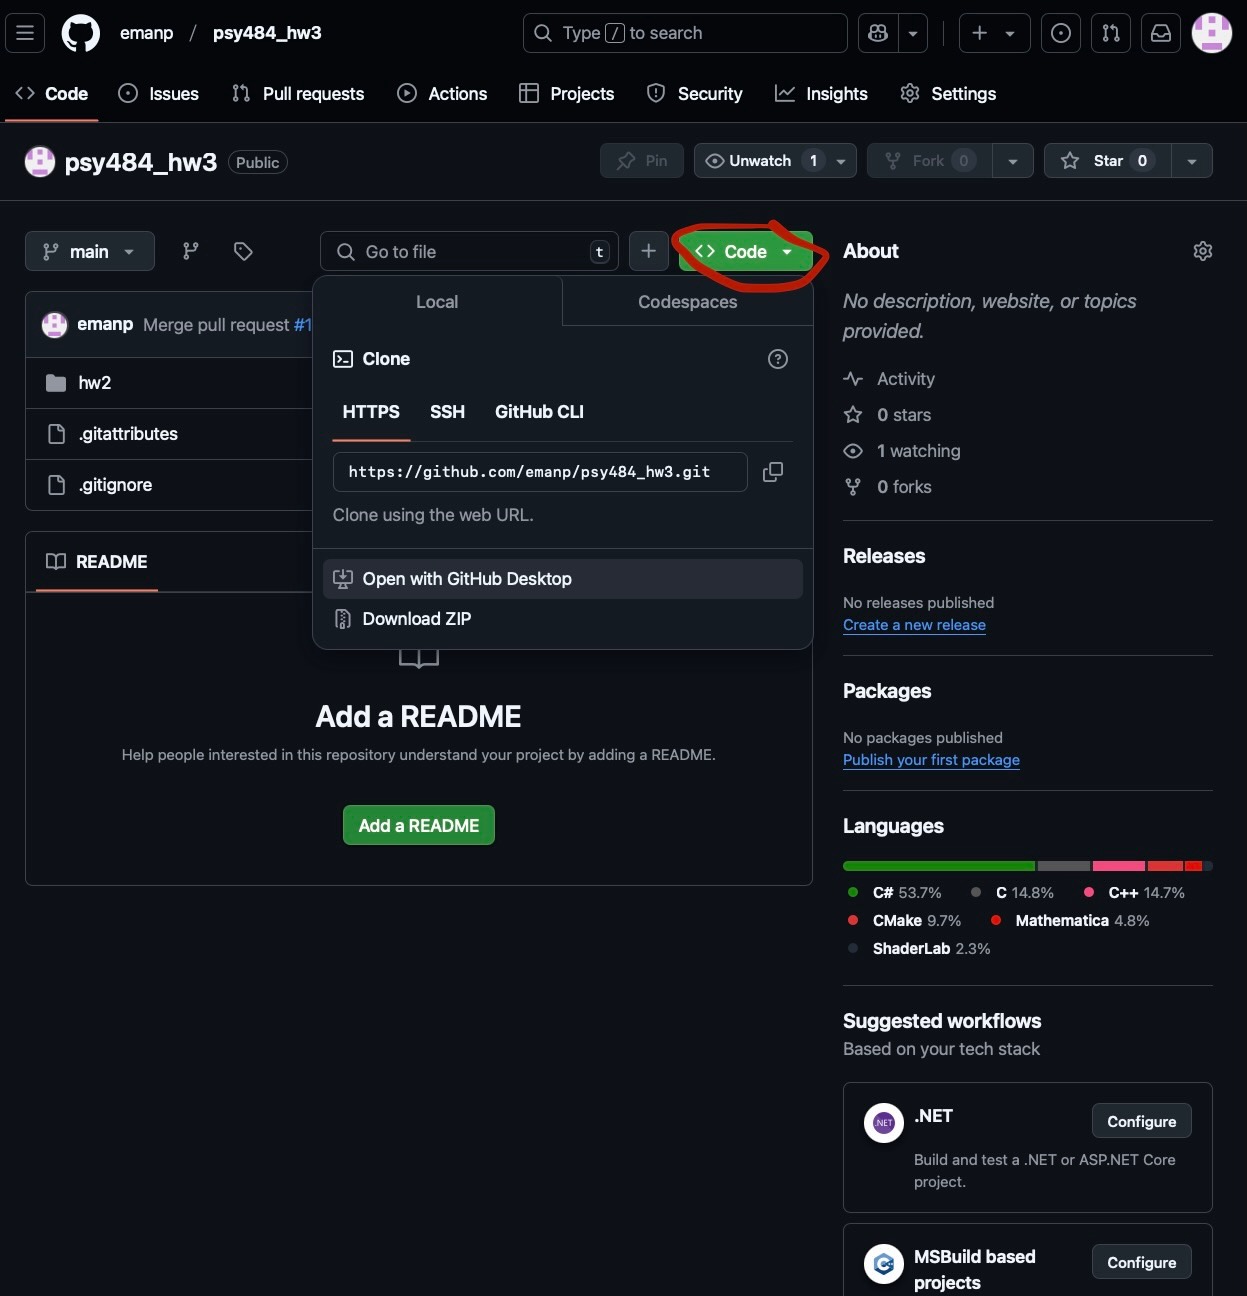 emanp / psy484_hw3
Type / to search
Code
Issues
Pull requests
Actions
Projects
Security
Insights
Settings
psy484_hw3 Public
Pin
Unwatch 1
Fork 0
Star 0
main
Go to file t
Code
emanp Merge pull request #1
hw2
.gitattributes
.gitignore
README
Local
Codespaces
Clone
HTTPS
SSH
GitHub CLI
https://github.com/emanp/psy484_hw3.git
Clone using the web URL.
Open with GitHub Desktop
Download ZIP
Add a README
Help people interested in this repository understand your project by adding a README.
Add a README
About
No description, website, or topics
provided.
Activity
0 stars
1 watching
0 forks
Releases
No releases published
Create a new release
Packages
No packages published
Publish your first package
Languages
C# 53.7% C 14.8% C++ 14.7%
CMake 9.7% Mathematica 4.8%
ShaderLab 2.3%
Suggested workflows
Based on your tech stack
.NET
.NET
Configure
Build and test a .NET or ASP.NET Core
project.
MSBuild based
projects
Configure